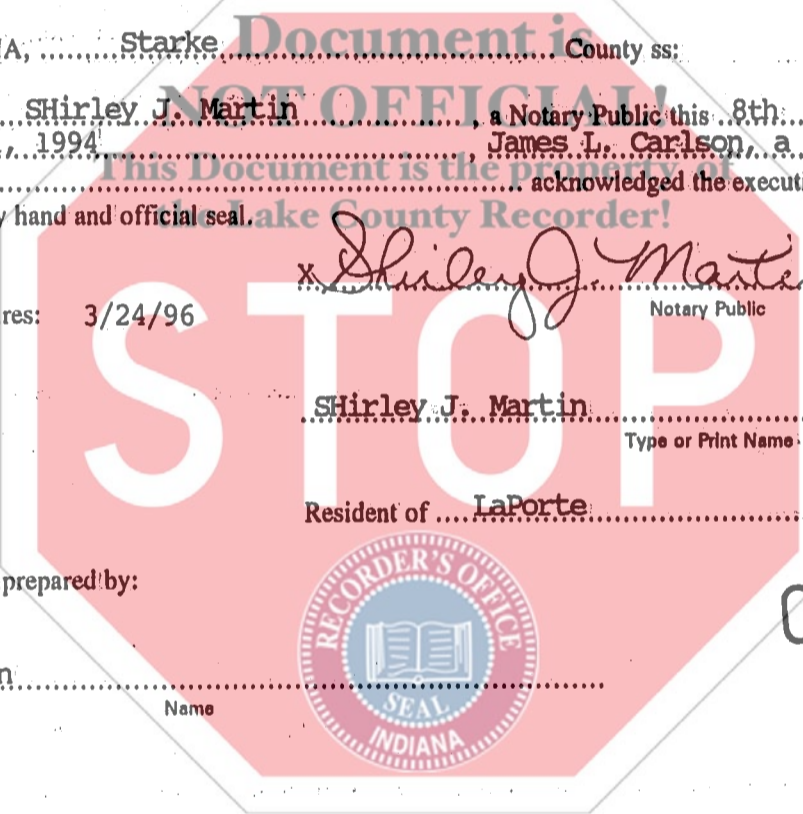 A, ........Starke.................................County ss:
Document is
NOT OFFICIAL!
This Document is the property of
the Lake County Recorder!
SHirley J. Martin................................, a Notary Public this ..8th...
., 1994..............................................., James L. Carlson, a
acknowledged the executi
y hand and official seal.
x Shirley J. Marti
res: 3/24/96
Notary Public
STOP
SHirley J. Martin
Type or Print Name
Resident of ....LaPorte
prepared by:
RECORDER'S OFFICE
SEAL
INDIANA
n
Name